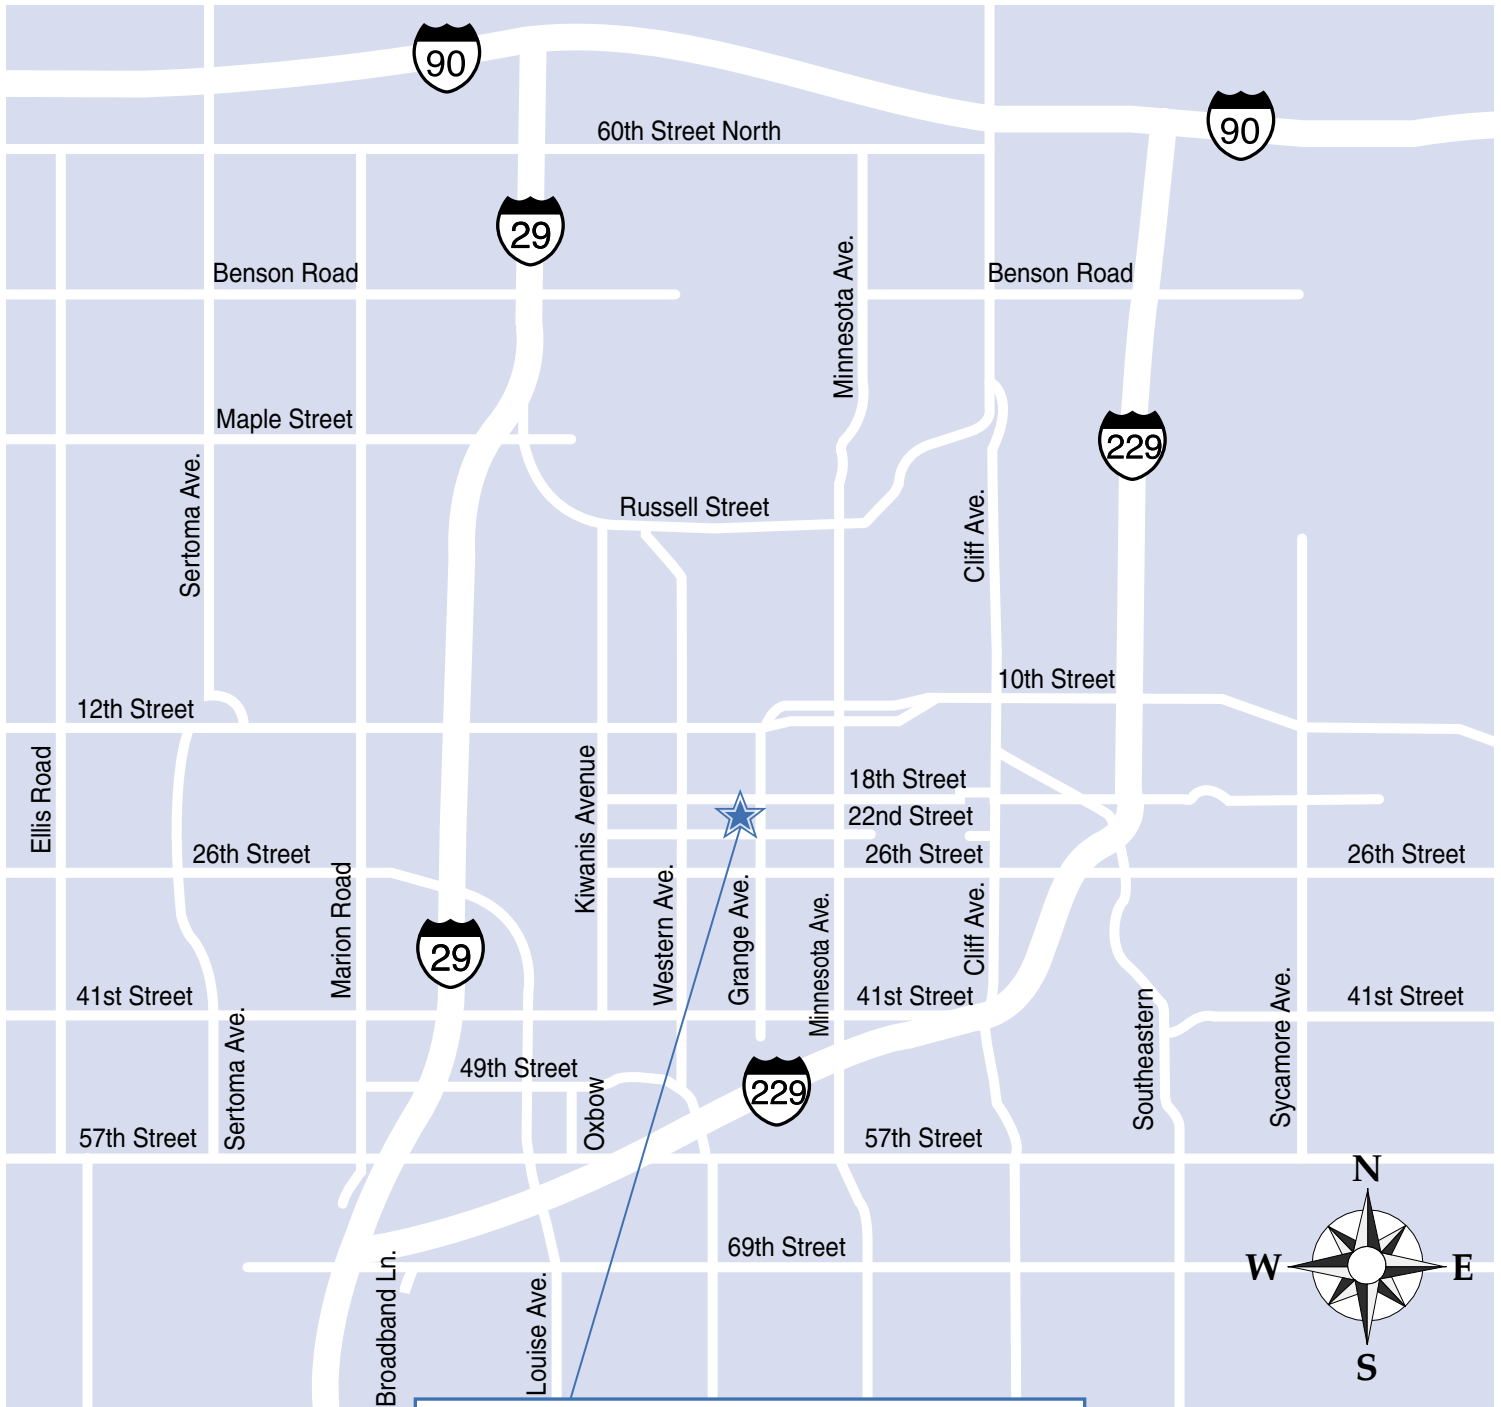 90
90
60th Street North
29
Minnesota Ave.
Benson Road
Benson Road
Maple Street
229
Sertoma Ave.
Russell Street
Cliff Ave.
10th Street
12th Street
Ellis Road
Kiwanis Avenue
18th Street
22nd Street
26th Street
26th Street
26th Street
Marion Road
Western Ave.
Grange Ave.
Minnesota Ave.
Cliff Ave.
29
41st Street
41st Street
41st Street
Sertoma Ave.
Southeastern
Sycamore Ave.
49th Street
Oxbow
229
57th Street
57th Street
N
69th Street
W
E
Broadband Ln.
Louise Ave.
S